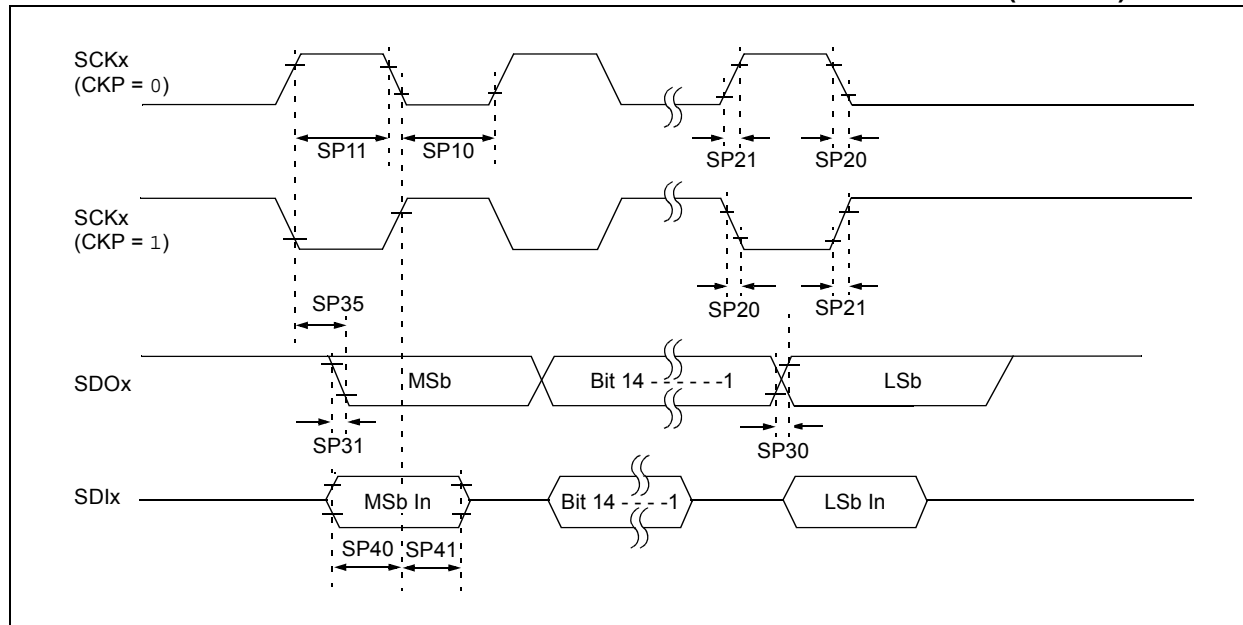 SCKx
(CKP = 0)
SP11
SP10
SP21
SP20
SCKx
(CKP = 1)
SP35
SP20
SP21
SDOx
MSb
Bit 14 - - - - - - -1
LSb
SP31
SP30
SDIx
MSb In
Bit 14 - - - - -1
LSb In
SP40
SP41